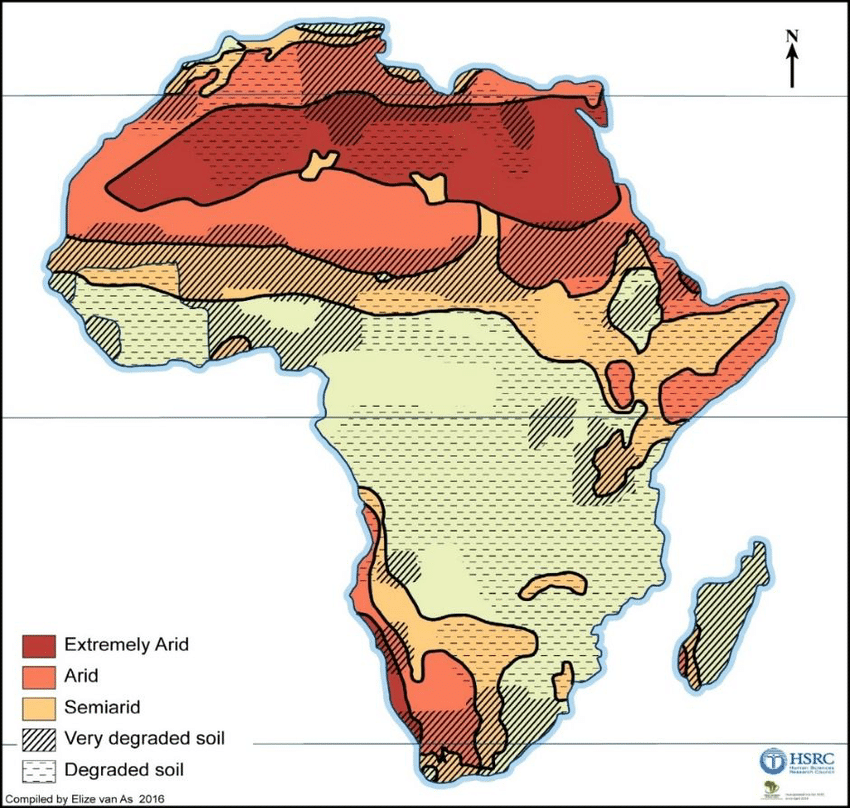 N
Extremely Arid
Arid
Semiarid
Very degraded soil
Degraded soil
HSRC
Human Sciences
Research Council
Compiled by Elize van As 2016